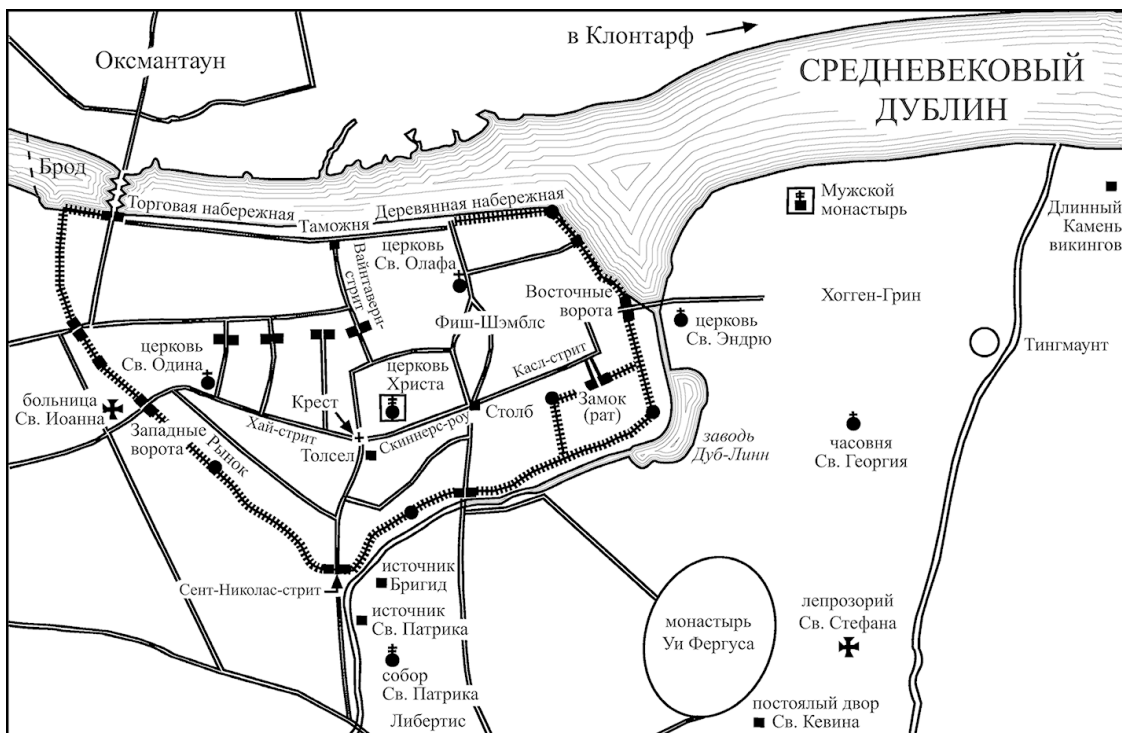 в Клонтарф
СРЕДНЕВЕКОВЫЙ
ДУБЛИН
Оксмантаун
Брод
Торговая набережная
Таможня
Деревянная набережная
Мужской
монастырь
Длинный
Камень
викингов
Вайнтаверн-
стрит
церковь
Св. Олафа
Восточные
ворота
Хогген-Грин
Фиш-Шэмблс
церковь
Св. Эндрю
Тингмаунт
церковь
Св. Одина
церковь
Христа
Касл-стрит
больница
Св. Иоанна
Крест
Столб
Замок
(рат)
Западные
ворота
Хай-стрит
Толсел
Скиннерс-роу
заводь
Дуб-Линн
часовня
Св. Георгия
Рынок
Сент-Николас-стрит
источник
Бригид
источник
Св. Патрика
монастырь
Уи Фергуса
лепрозорий
Св. Стефана
собор
Св. Патрика
Либертис
постоялый двор
Св. Кевина